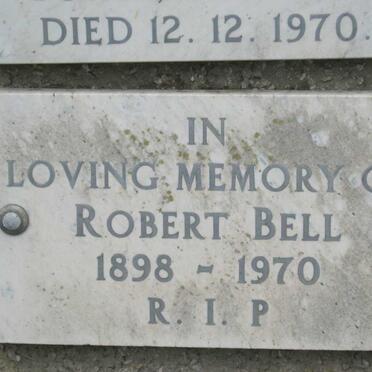 DIED 12. 12. 1970.
IN
LOVING MEMORY
ROBERT BELL
1898 - 1970
R. I. P